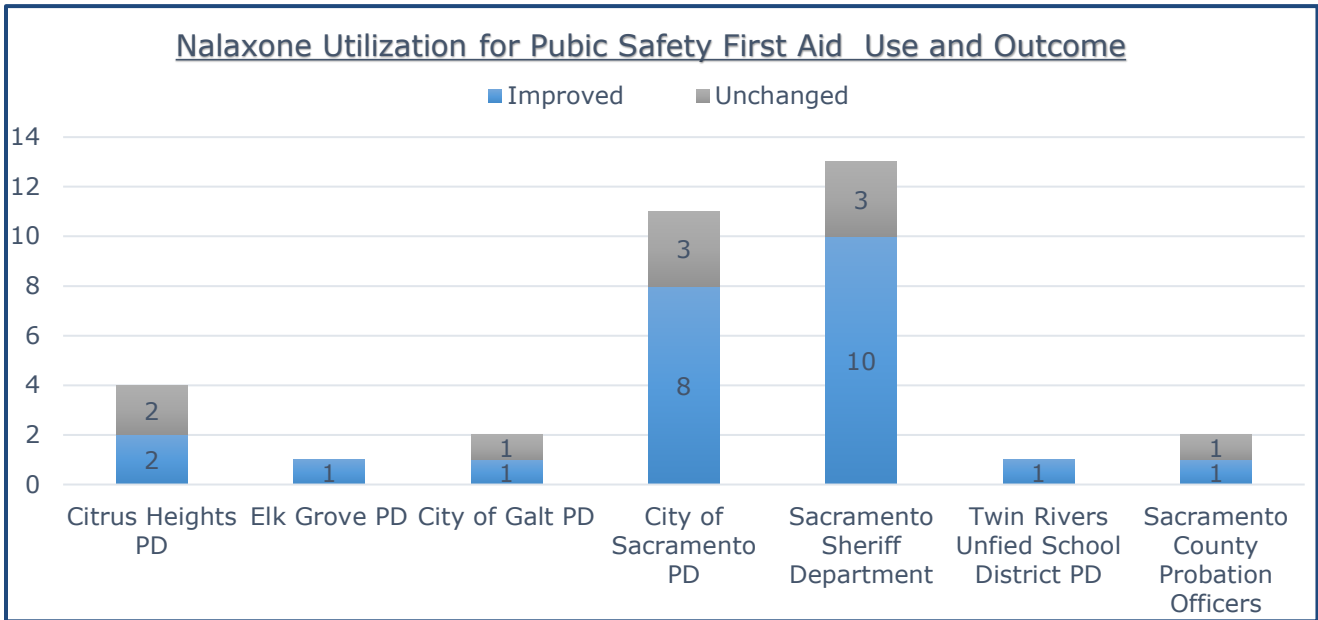 Nalaxone Utilization for Pubic Safety First Aid  Use and Outcome
Improved Unchanged
14
12
10
8
6
4
2
0
2
2
1
1
1
3
8
3
10
1
1
1
Citrus Heights
PD
Elk Grove PD
City of Galt PD
City of
Sacramento
PD
Sacramento
Sheriff
Department
Twin Rivers
Unfied School
District PD
Sacramento
County
Probation
Officers